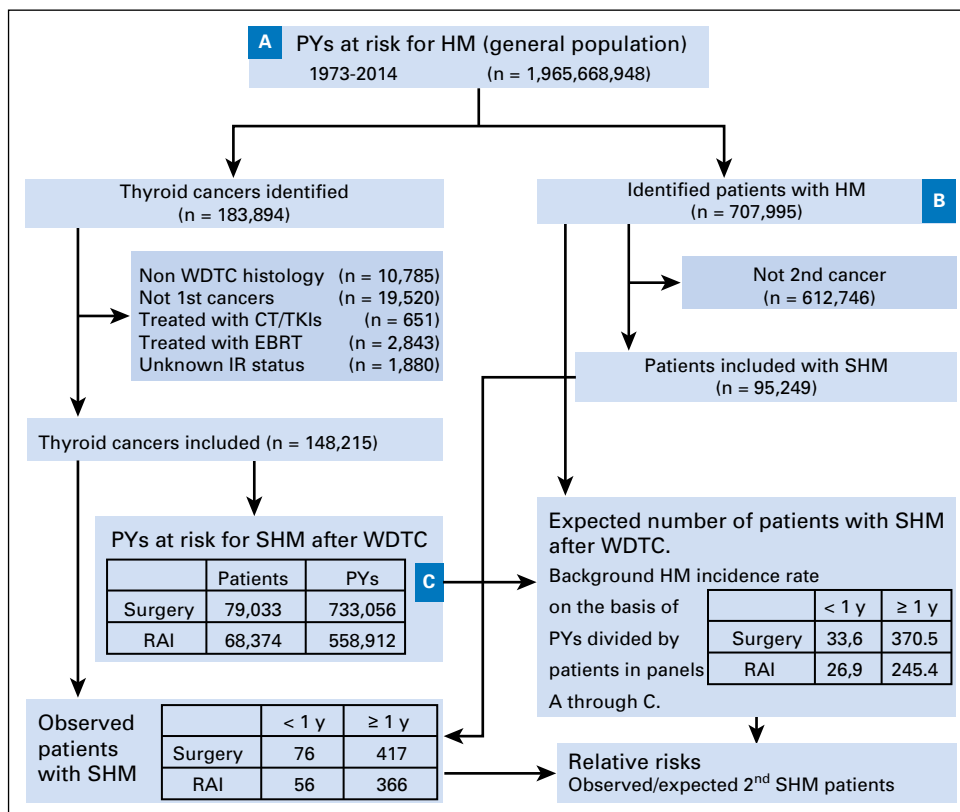 A PYs at risk for HM (general population)
1973-2014 (n = 1,965,668,948)
Thyroid cancers identified
(n = 183,894)
Identified patients with HM
(n = 707,995)
B
Non WDTC histology (n = 10,785)
Not 1st cancers (n = 19,520)
Treated with CT/TKIs (n = 651)
Treated with EBRT (n = 2,843)
Unknown IR status (n = 1,880)
Not 2nd cancer
(n = 612,746)
Patients included with SHM
(n = 95,249)
Thyroid cancers included (n = 148,215)
PYs at risk for SHM after WDTC
C
Patients PYs
Surgery 79,033 733,056
RAI 68,374 558,912
Expected number of patients with SHM
after WDTC.
Background HM incidence rate
on the basis of
PYs divided by
patients in panels
A through C.
< 1 y ≥ 1 y
Surgery 33,6 370.5
RAI 26,9 245.4
Observed
patients
with SHM
< 1 y ≥ 1 y
Surgery 76 417
RAI 56 366
Relative risks
Observed/expected 2nd SHM patients